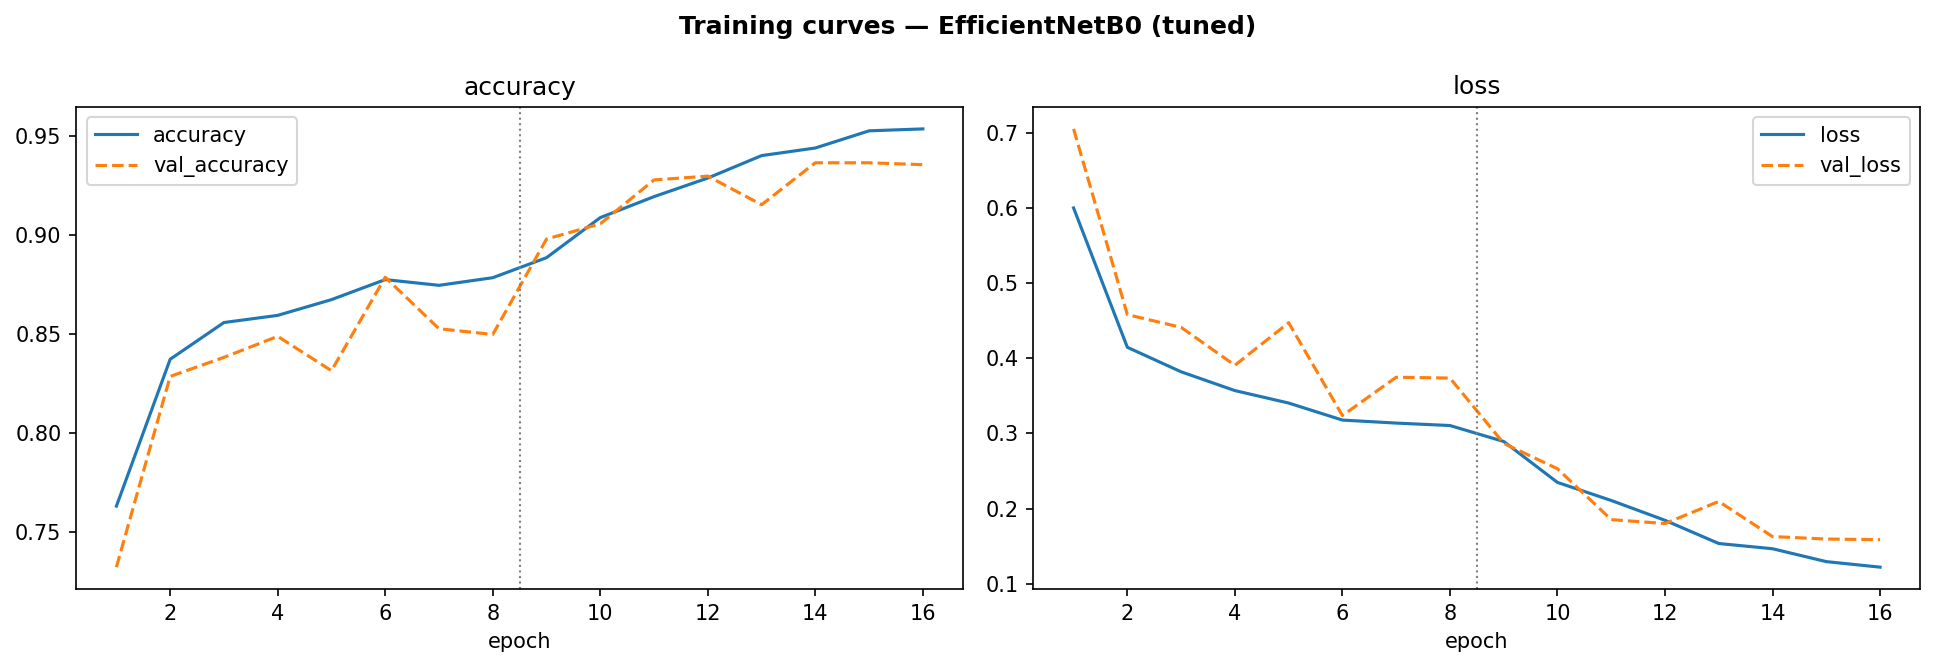 Training curves — EfficientNetB0 (tuned)
accuracy
accuracy
val_accuracy
0.95
0.90
0.85
0.80
0.75
2 4 6 8 10 12 14 16
epoch
loss
loss
val_loss
0.7
0.6
0.5
0.4
0.3
0.2
0.1
2 4 6 8 10 12 14 16
epoch